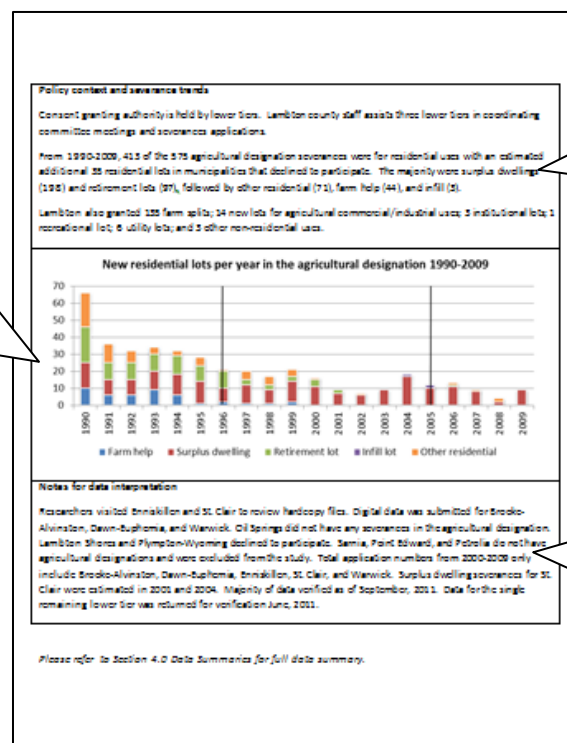 Policy context and severance trends
Consent granting authority is held by lower tiers. Lambton county staff assists three lower tiers in coordinating
committee meetings and severances applications.
From 1990-2009, 413 of the 575 agricultural designation severances were for residential uses with an estimated
additional 35 residential lots in municipalities that declined to participate. The majority were surplus dwellings
(198) and retirement lots (97), followed by other residential (71), farm help (44), and infill (3).
Lambton also granted 135 farm splits; 14 new lots for agricultural commercial/industrial uses; 3 institutional lots; 1
recreational lot; 6 utility lots; and 3 other non-residential uses.
New residential lots per year in the agricultural designation 1990-2009
70
60
50
40
30
20
10
0
1990 1991 1992 1993 1994 1995 1996 1997 1998 1999 2000 2001 2002 2003 2004 2005 2006 2007 2008 2009
Farm help Surplus dwelling Retirement lot Infill lot Other residential
Notes for data interpretation
Researchers visited Enniskillen and St. Clair to review hardcopy files. Digital data was submitted for Brooke-
Alvinston, Dawn-Euphemia, and Warwick. Oil Springs did not have any severances in the agricultural designation.
Lambton Shores and Plympton-Wyoming declined to participate. Sarnia, Point Edward, and Petrolia do not have
agricultural designations and were excluded from the study. Total application numbers from 2000-2009 only
include Brooke-Alvinston, Dawn-Euphemia, Enniskillen, St. Clair, and Warwick. Surplus dwelling severances for St.
Clair were estimated in 2001 and 2004. Majority of data verified as of September, 2011. Data for the single
remaining lower tier was returned for verification June, 2011.
Please refer to Section 4.0 Data Summaries for full data summary.